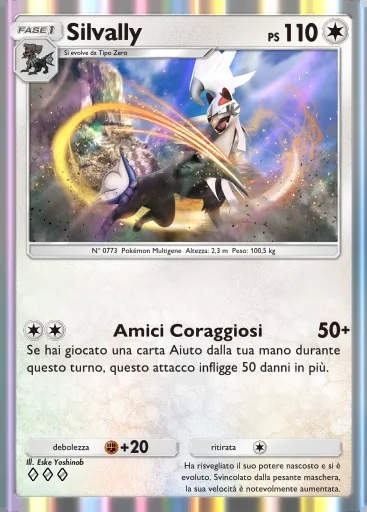 FASE 1
Silvally
PS 110
Si evolve da Tipo Zero
N° 0773 Pokémon Multigene Altezza: 2,3 m Peso: 100,5 kg
Amici Coraggiosi 50+
Se hai giocato una carta Aiuto dalla tua mano durante
questo turno, questo attacco infligge 50 danni in più.
debolezza +20 ritirata
Ill. Eske Yoshinob
Ha risvegliato il suo potere nascosto e si è
evoluto. Svincolato dalla pesante maschera,
la sua velocità è notevolmente aumentata.